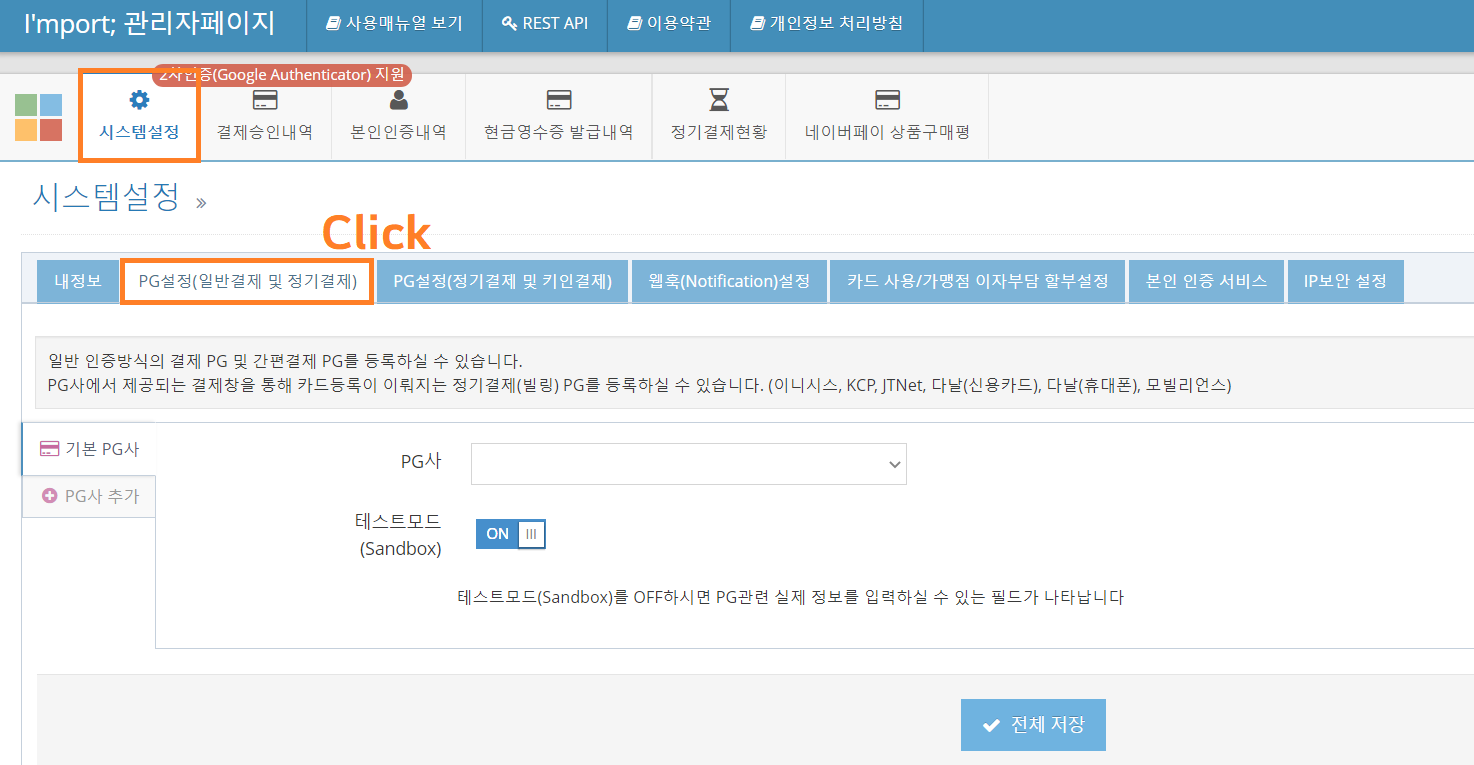 I'mport; 관리자페이지
사용매뉴얼 보기
REST API
이용약관
개인정보 처리방침
2차인증(Google Authenticator) 지원
시스템설정
결제승인내역
본인인증내역
현금영수증 발급내역
정기결제현황
네이버페이 상품구매평
시스템설정 »
Click
내정보
PG설정(일반결제 및 정기결제)
PG설정(정기결제 및 키인결제)
웹훅(Notification)설정
카드 사용/가맹점 이자부담 할부설정
본인 인증 서비스
IP보안 설정
일반 인증방식의 결제 PG 및 간편결제 PG를 등록하실 수 있습니다.
PG사에서 제공되는 결제창을 통해 카드등록이 이뤄지는 정기결제(빌링) PG를 등록하실 수 있습니다. (이니시스, KCP, JTNet, 다날(신용카드), 다날(휴대폰), 모빌리언스)
기본 PG사
PG사 추가
PG사
테스트모드
(Sandbox)
ON
테스트모드(Sandbox)를 OFF하시면 PG관련 실제 정보를 입력하실 수 있는 필드가 나타납니다
전체 저장